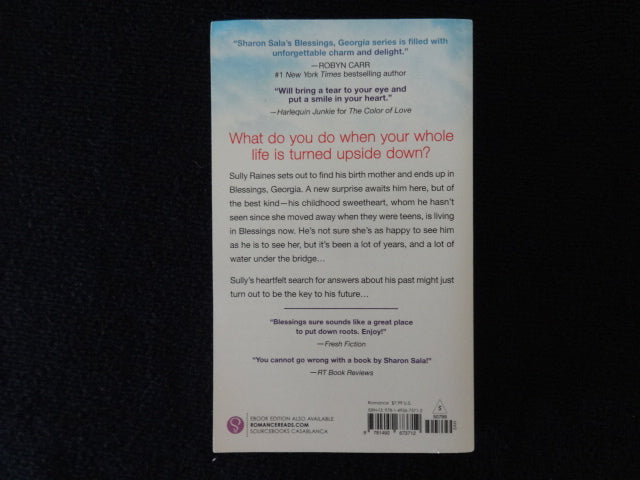 “Sharon Sala’s Blessings, Georgia series is filled with
unforgettable charm and delight.”
—ROBYN CARR
#1 New York Times bestselling author
“Will bring a tear to your eye and
put a smile in your heart.”
—Harlequin Junkie for The Color of Love
What do you do when your whole
life is turned upside down?
Sully Raines sets out to find his birth mother and ends up in
Blessings, Georgia. A new surprise awaits him here, but of
the best kind—his childhood sweetheart, whom he hasn’t
seen since she moved away when they were teens, is living
in Blessings now. He’s not sure she’s as happy to see him
as he is to see her, but it’s been a lot of years, and a lot of
water under the bridge…
Sully’s heartfelt search for answers about his past might just
turn out to be the key to his future…
“Blessings sure sounds like a great place
to put down roots. Enjoy!”
—Fresh Fiction
“You cannot go wrong with a book by Sharon Sala!”
—RT Book Reviews
Romance $7.99 U.S.
EBOOK EDITION ALSO AVAILABLE
ROMANCEREADS.COM
SOURCEBOOKS CASABLANCA
9 781492 673712
50799
S